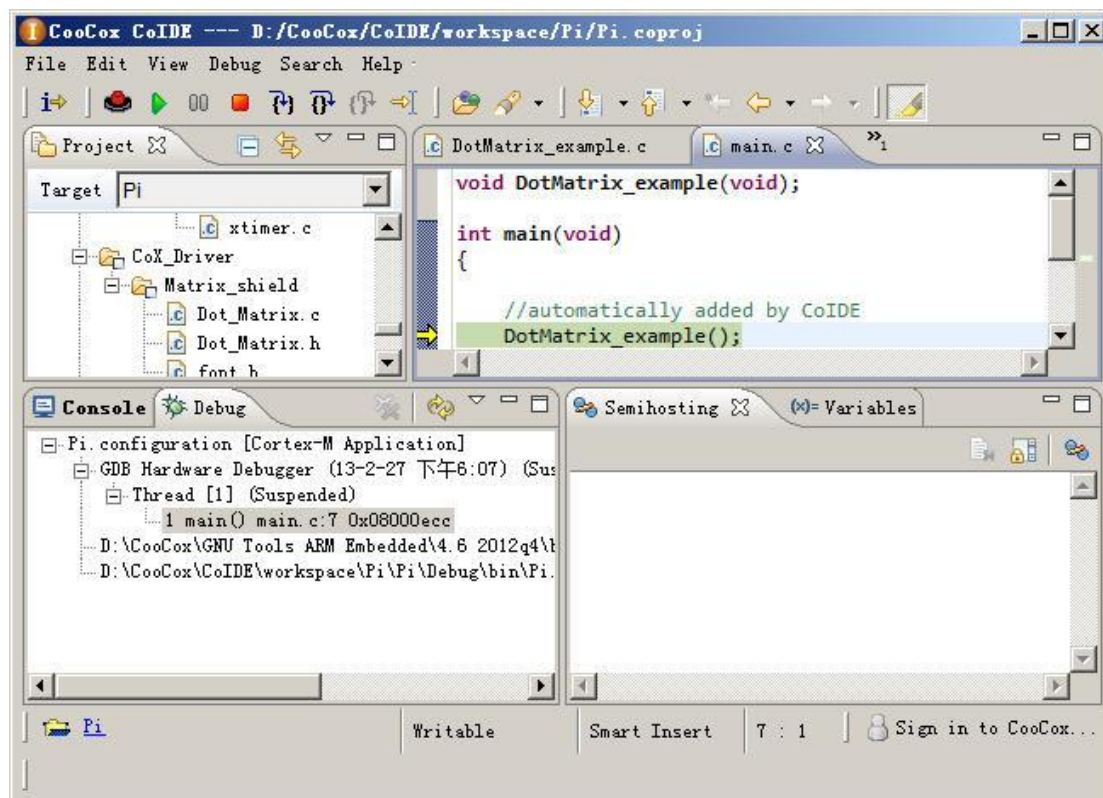 CooCox CoIDE --- D:/CooCox/CoIDE/workspace/Pi/Pi.coproj
File Edit View Debug Search Help
Project
Target Pi
xtimer.c
CoX_Driver
Matrix_shield
Dot_Matrix.c
Dot_Matrix.h
font.h
DotMatrix_example.c
main.c
»1
void DotMatrix_example(void);
int main(void)
{
//automatically added by CoIDE
DotMatrix_example();
Console
Debug
Pi.configuration [Cortex-M Application]
GDB Hardware Debugger (13-2-27 下午6:07) (Sus
Thread [1] (Suspended)
1 main() main.c:7 0x08000ecc
D:\CooCox\GNU Tools ARM Embedded\4.6 2012q4\b
D:\CooCox\CoIDE\workspace\Pi\Pi\Debug\bin\Pi.
Semihosting
(x)= Variables
Pi
Writable
Smart Insert
7 : 1
Sign in to CooCox...